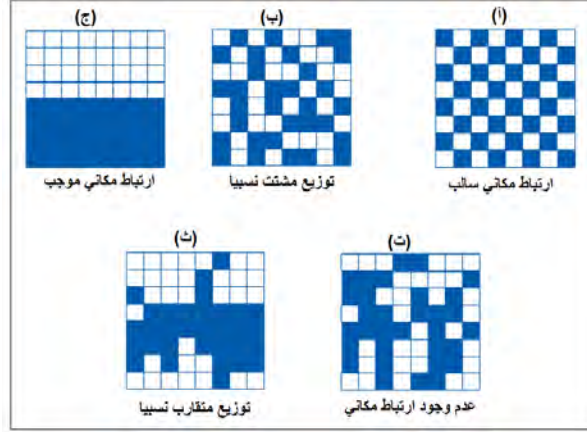 (أ)
ارتباط مكاني سالب
(ب)
توزيع مشتت نسبيا
(ج)
ارتباط مكاني موجب
(ت)
عدم وجود ارتباط مكاني
(ث)
توزيع متقارب نسبيا